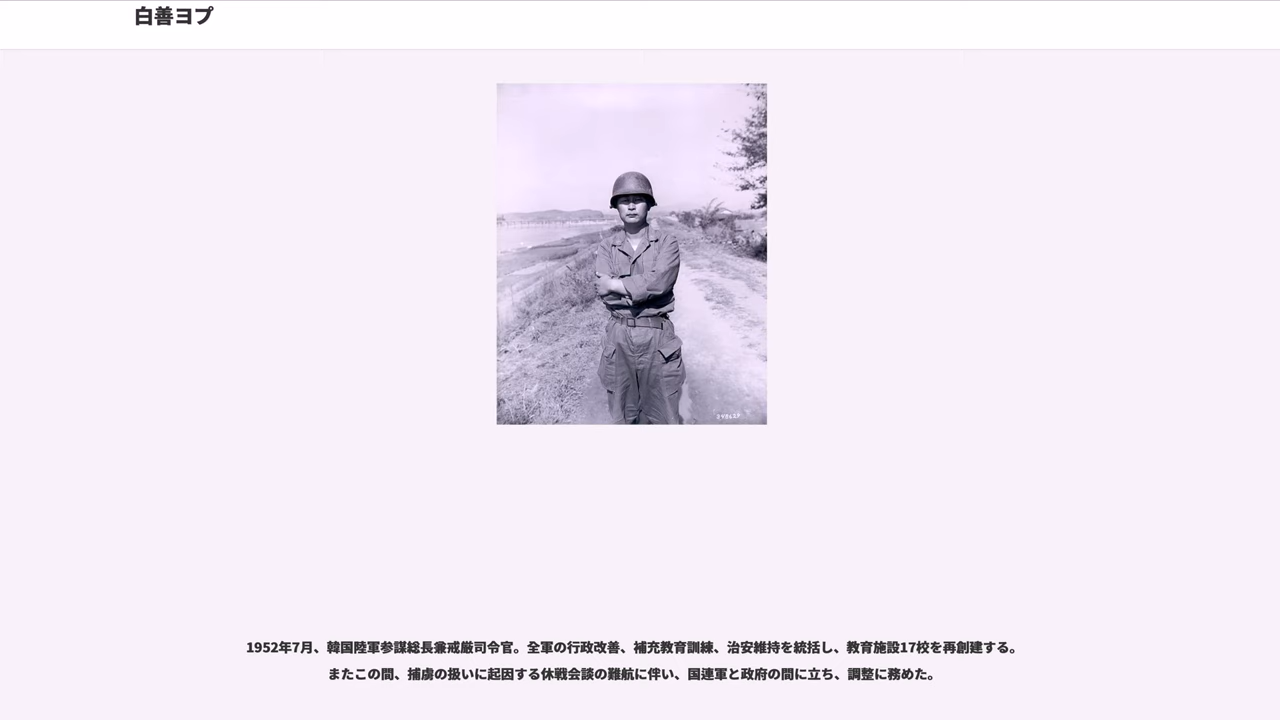 白善ヨプ
1952年7月、韓国陸軍参謀総長兼戒厳司令官。全軍の行政改善、補充教育訓練、治安維持を統括し、教育施設17校を再創建する。
またこの間、捕虜の扱いに起因する休戦会談の難航に伴い、国連軍と政府の間に立ち、調整に務めた。